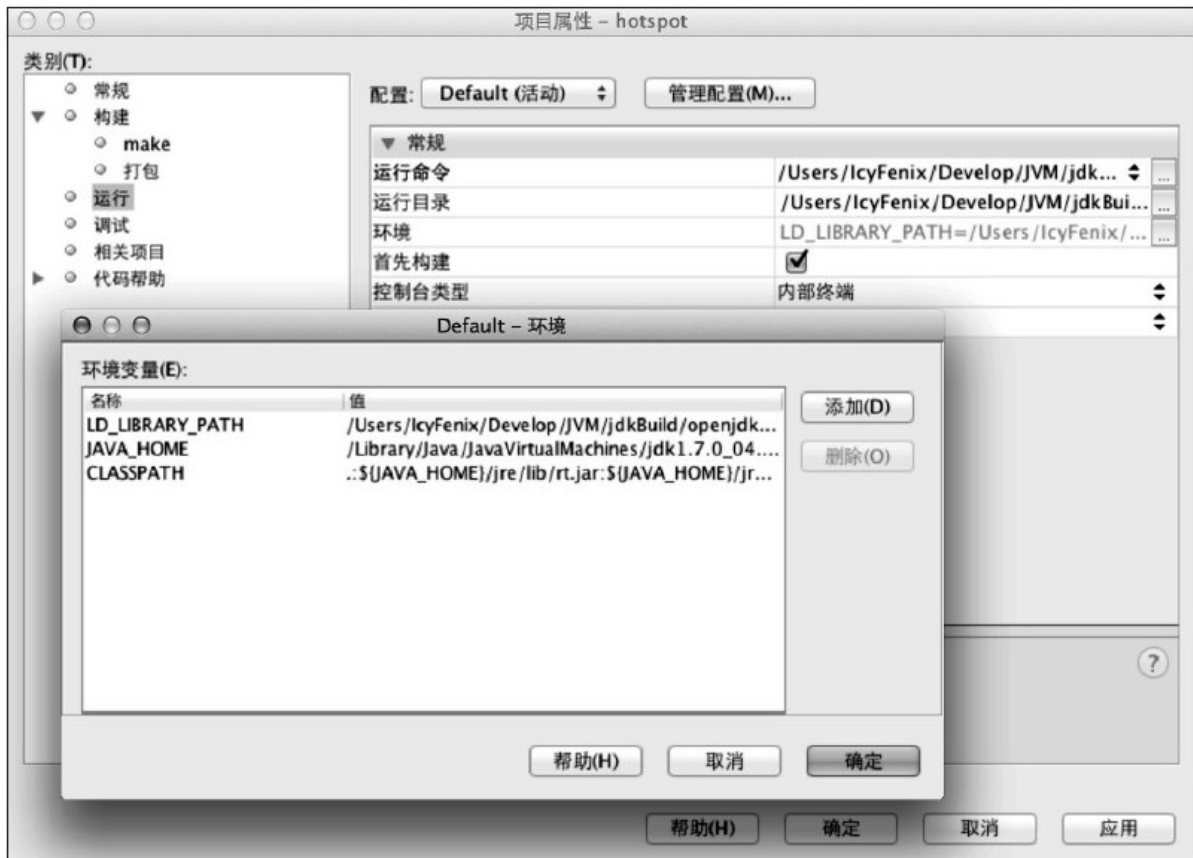 项目属性 – hotspot
类别(T):
常规
构建
make
打包
运行
调试
相关项目
代码帮助
配置: Default (活动) 管理配置(M)...
常规
运行命令 /Users/IcyFenix/Develop/JVM/jdk... ...
运行目录 /Users/IcyFenix/Develop/JVM/jdkBui... ...
环境 LD_LIBRARY_PATH=/Users/IcyFenix/... ...
首先构建
控制台类型 内部终端
Default – 环境
环境变量(E):
名称 值
LD_LIBRARY_PATH /Users/IcyFenix/Develop/JVM/jdkBuild/openjdk...
JAVA_HOME /Library/Java/JavaVirtualMachines/jdk1.7.0_04....
CLASSPATH .:${JAVA_HOME}/jre/lib/rt.jar:${JAVA_HOME}/jr...
添加(D)
删除(O)
?
帮助(H) 取消 确定
帮助(H) 确定 取消 应用